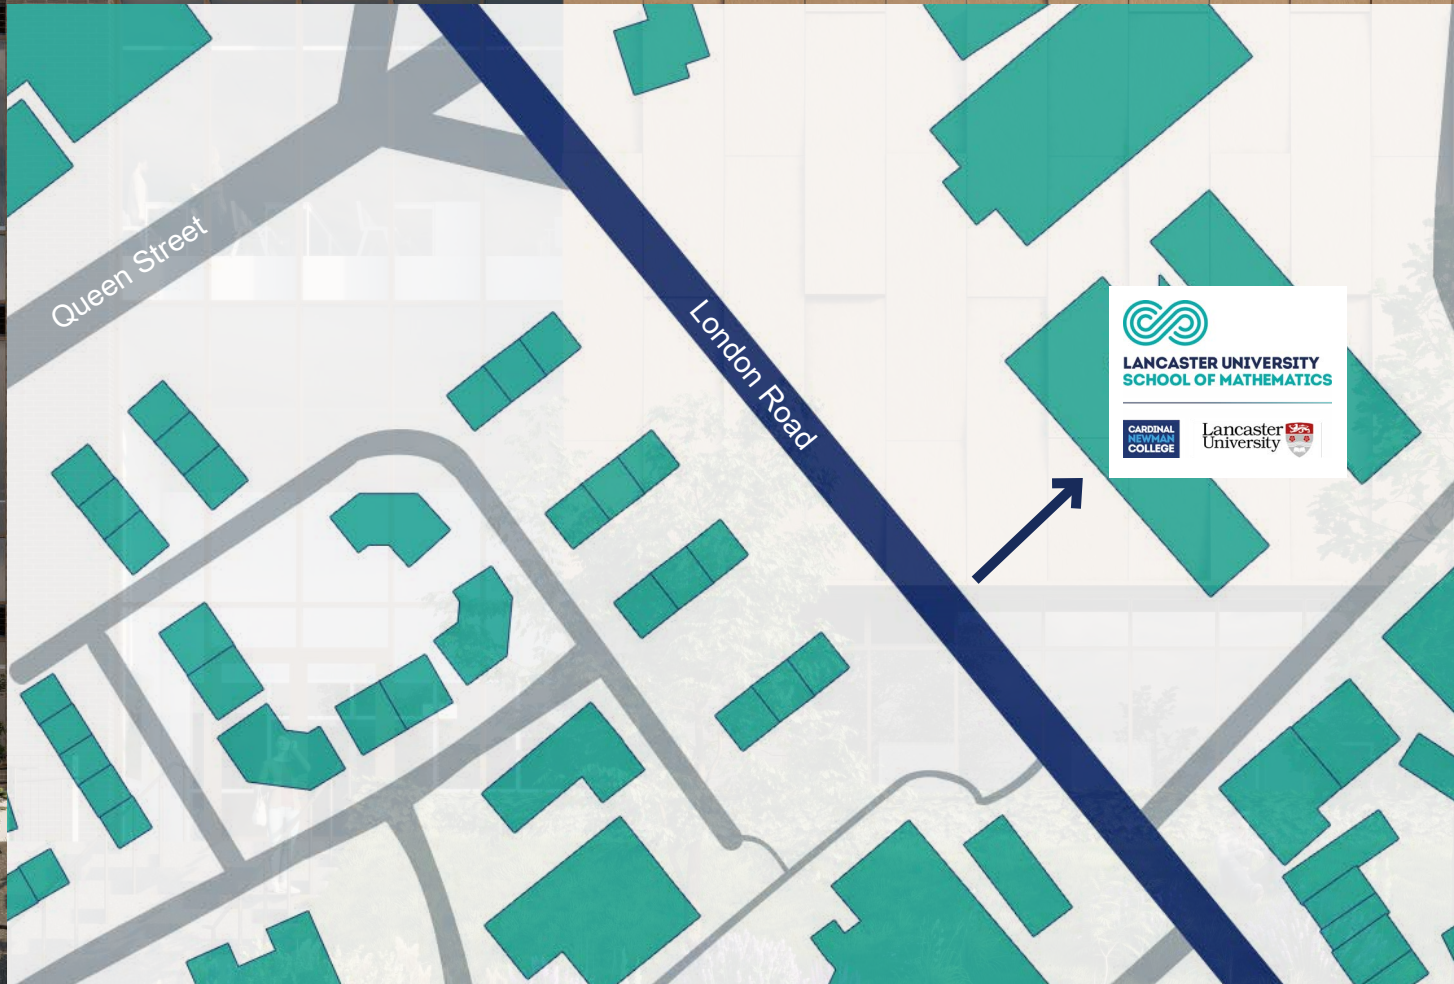 Queen Street
London Road
LANCASTER UNIVERSITY
SCHOOL OF MATHEMATICS
CARDINAL
NEWMAN
COLLEGE
Lancaster
University